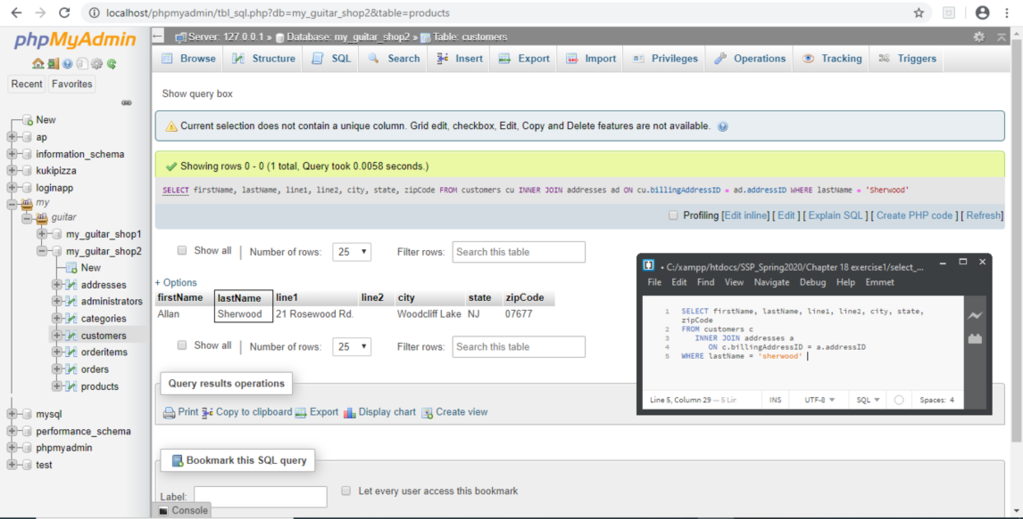 localhost/phpmyadmin/tbl_sql.php?db=my_guitar_shop2&table=products
phpMyAdmin
Recent Favorites
New
ap
information_schema
kukipizza
loginapp
my
guitar
my_guitar_shop1
my_guitar_shop2
New
addresses
administrators
categories
customers
orderitems
orders
products
mysql
performance_schema
phpmyadmin
test
Server: 127.0.0.1 » Database: my_guitar_shop2 » Table: customers
Browse Structure SQL Search Insert Export Import Privileges Operations Tracking Triggers
Show query box
Current selection does not contain a unique column. Grid edit, checkbox, Edit, Copy and Delete features are not available.
Showing rows 0 - 0 (1 total, Query took 0.0058 seconds.)
SELECT firstName, lastName, line1, line2, city, state, zipCode FROM customers cu INNER JOIN addresses ad ON cu.billingAddressID = ad.addressID WHERE lastName = 'Sherwood'
Profiling [Edit inline] [ Edit ] [ Explain SQL ] [ Create PHP code ] [ Refresh]
Show all | Number of rows: 25 Filter rows: Search this table
+ Options
firstName lastName line1 line2 city state zipCode
Allan Sherwood 21 Rosewood Rd. Woodcliff Lake NJ 07677
Show all | Number of rows: 25 Filter rows: Search this table
Query results operations
Print Copy to clipboard Export Display chart Create view
Bookmark this SQL query
Label: Let every user access this bookmark
Console
• C:/xampp/htdocs/SSP_Spring2020/Chapter 18 exercise1/select_...
File Edit Find View Navigate Debug Help Emmet
1 SELECT firstName, lastName, line1, line2, city, state,
zipCode
2 FROM customers c
3 INNER JOIN addresses a
4 ON c.billingAddressID = a.addressID
5 WHERE lastName = 'sherwood'
Line 5, Column 29 — 5 Lir INS UTF-8 SQL Spaces: 4